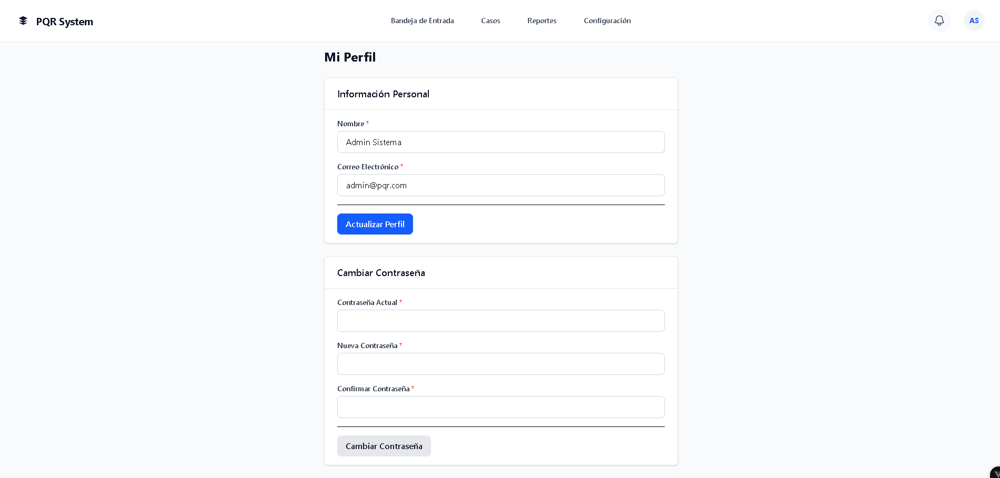 PQR System
Bandeja de Entrada
Casos
Reportes
Configuración
AS
Mi Perfil
Información Personal
Nombre *
Admin Sistema
Correo Electrónico *
admin@pqr.com
Actualizar Perfil
Cambiar Contraseña
Contraseña Actual *
Nueva Contraseña *
Confirmar Contraseña *
Cambiar Contraseña